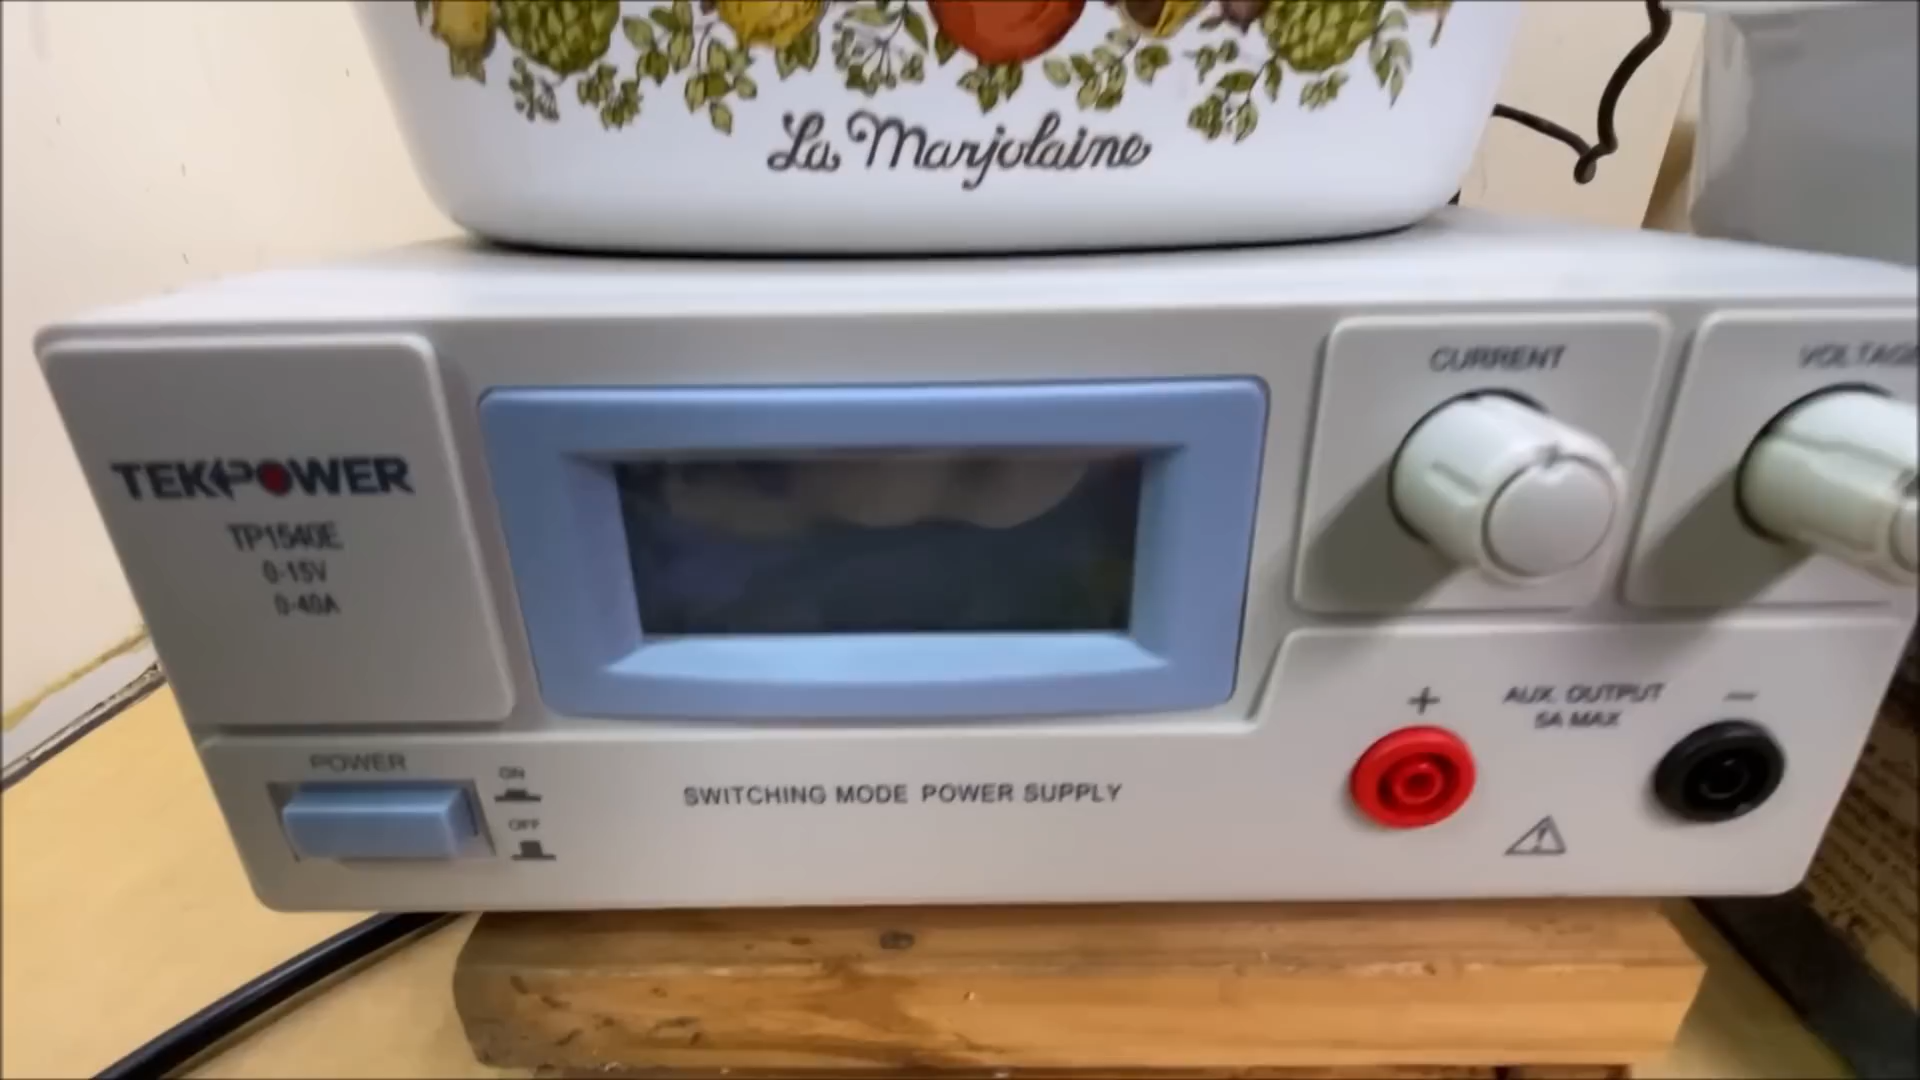 La Marjolaine
CURRENT
VOLTAGE
TEKPOWER
TP1540E
0-15V
0-40A
+
AUX. OUTPUT
5A MAX
−
POWER
ON
OFF
SWITCHING MODE POWER SUPPLY